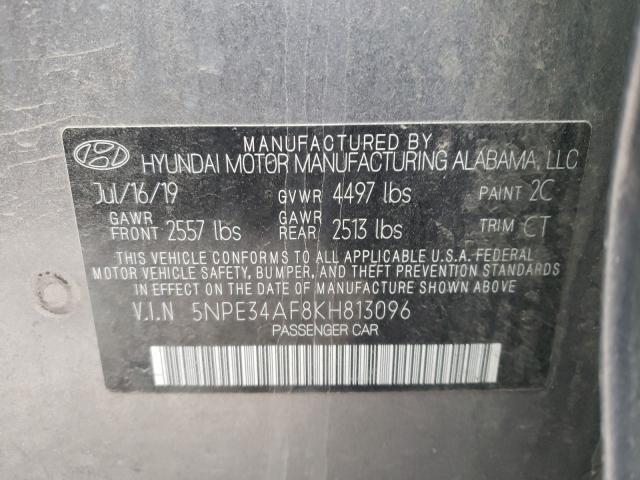 MANUFACTURED BY
HYUNDAI MOTOR MANUFACTURING ALABAMA, LLC
Jul/16/19 GVWR 4497 lbs PAINT 2C
GAWR FRONT 2557 lbs GAWR REAR 2513 lbs TRIM CT
THIS VEHICLE CONFORMS TO ALL APPLICABLE U.S.A. FEDERAL
MOTOR VEHICLE SAFETY, BUMPER, AND THEFT PREVENTION STANDARDS
IN EFFECT ON THE DATE OF MANUFACTURE SHOWN ABOVE.
V.I.N 5NPE34AF8KH813096
PASSENGER CAR